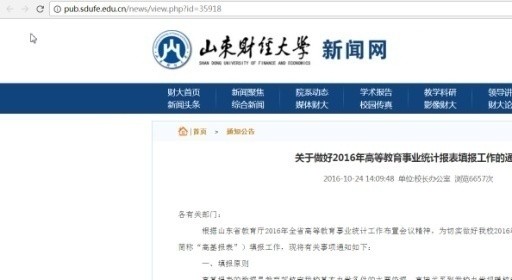 pub.sdufe.edu.cn/news/view.php?id=35918
山东财经大学 新闻网
SHAN DONG UNIVERSITY OF FINANCE AND ECONOMICS
财大首页 新闻聚焦 院系动态 学术报告 教学科研 领导讲
新闻头条 综合新闻 媒体财大 校园传真 影像财大 财大论
首页 > 通知公告
关于做好2016年高等教育事业统计报表填报工作的通
2016-10-24 14:09:48 单位:校长办公室 浏览6657次
各有关部门:
根据山东省教育厅2016年全省高等教育事业统计工作布置会议精神,为切实做好我校2016年
简称“高基报表”)填报工作,现将有关事项通知如下:
一、填报原则